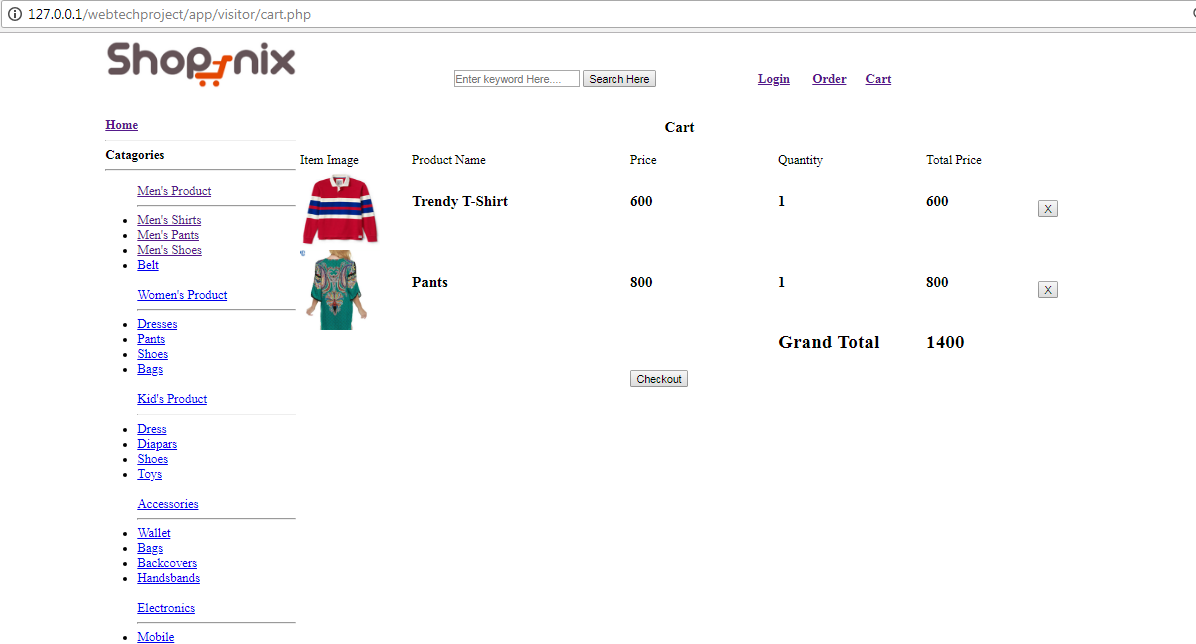 127.0.0.1/webtechproject/app/visitor/cart.php
Shopnix
Enter keyword Here.... Search Here Login Order Cart
Home
Catagories
Men's Product
Men's Shirts
Men's Pants
Men's Shoes
Belt
Women's Product
Dresses
Pants
Shoes
Bags
Kid's Product
Dress
Diapars
Shoes
Toys
Accessories
Wallet
Bags
Backcovers
Handsbands
Electronics
Mobile
Cart
Item Image Product Name Price Quantity Total Price
Trendy T-Shirt 600 1 600 X
Pants 800 1 800 X
Grand Total 1400
Checkout